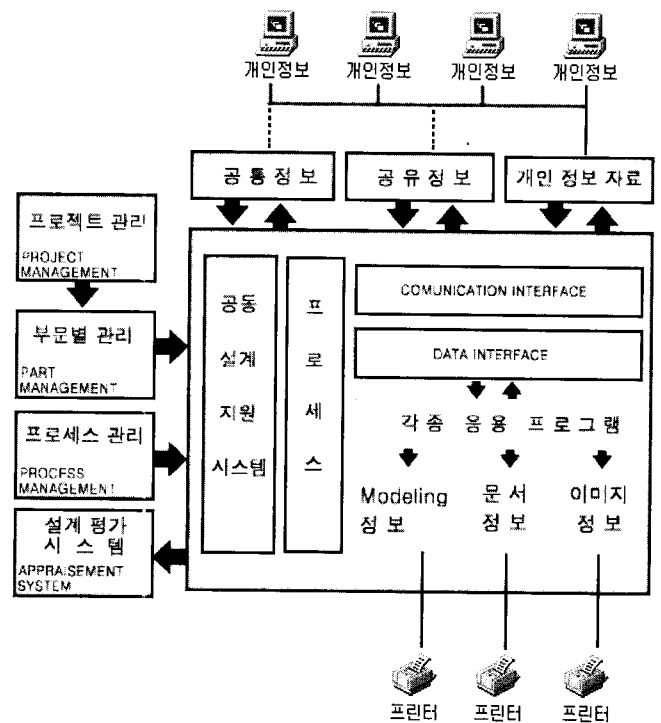 개인정보 개인정보 개인정보 개인정보
공 통 정 보
공 유 정 보
개인 정보 자료
프로젝트 관리
PROJECT
MANAGEMENT
부문별 관리
PART
MANAGEMENT
프로세스 관리
PROCESS
MANAGEMENT
설계 평가
시 스 템
APPRAISEMENT
SYSTEM
공동
설계
지원
시스템
프
로
세
스
COMUNICATION INTERFACE
DATA INTERFACE
각종 응용 프로그램
Modeling
정 보
문 서
정 보
이미지
정 보
프린터 프린터 프린터